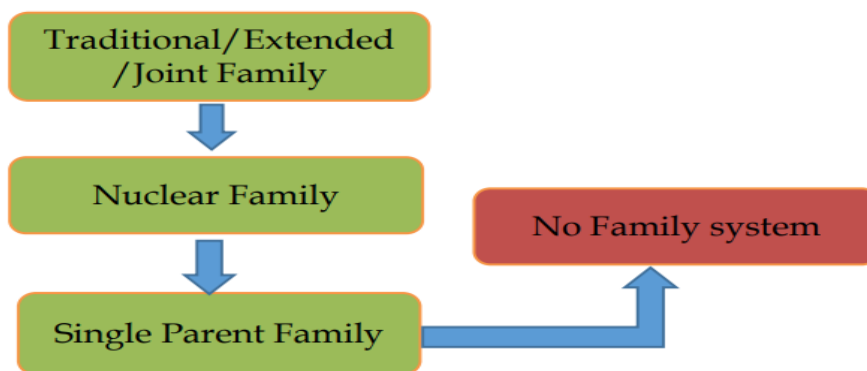 Traditional/Extended
/Joint Family
Nuclear Family
No Family system
Single Parent Family